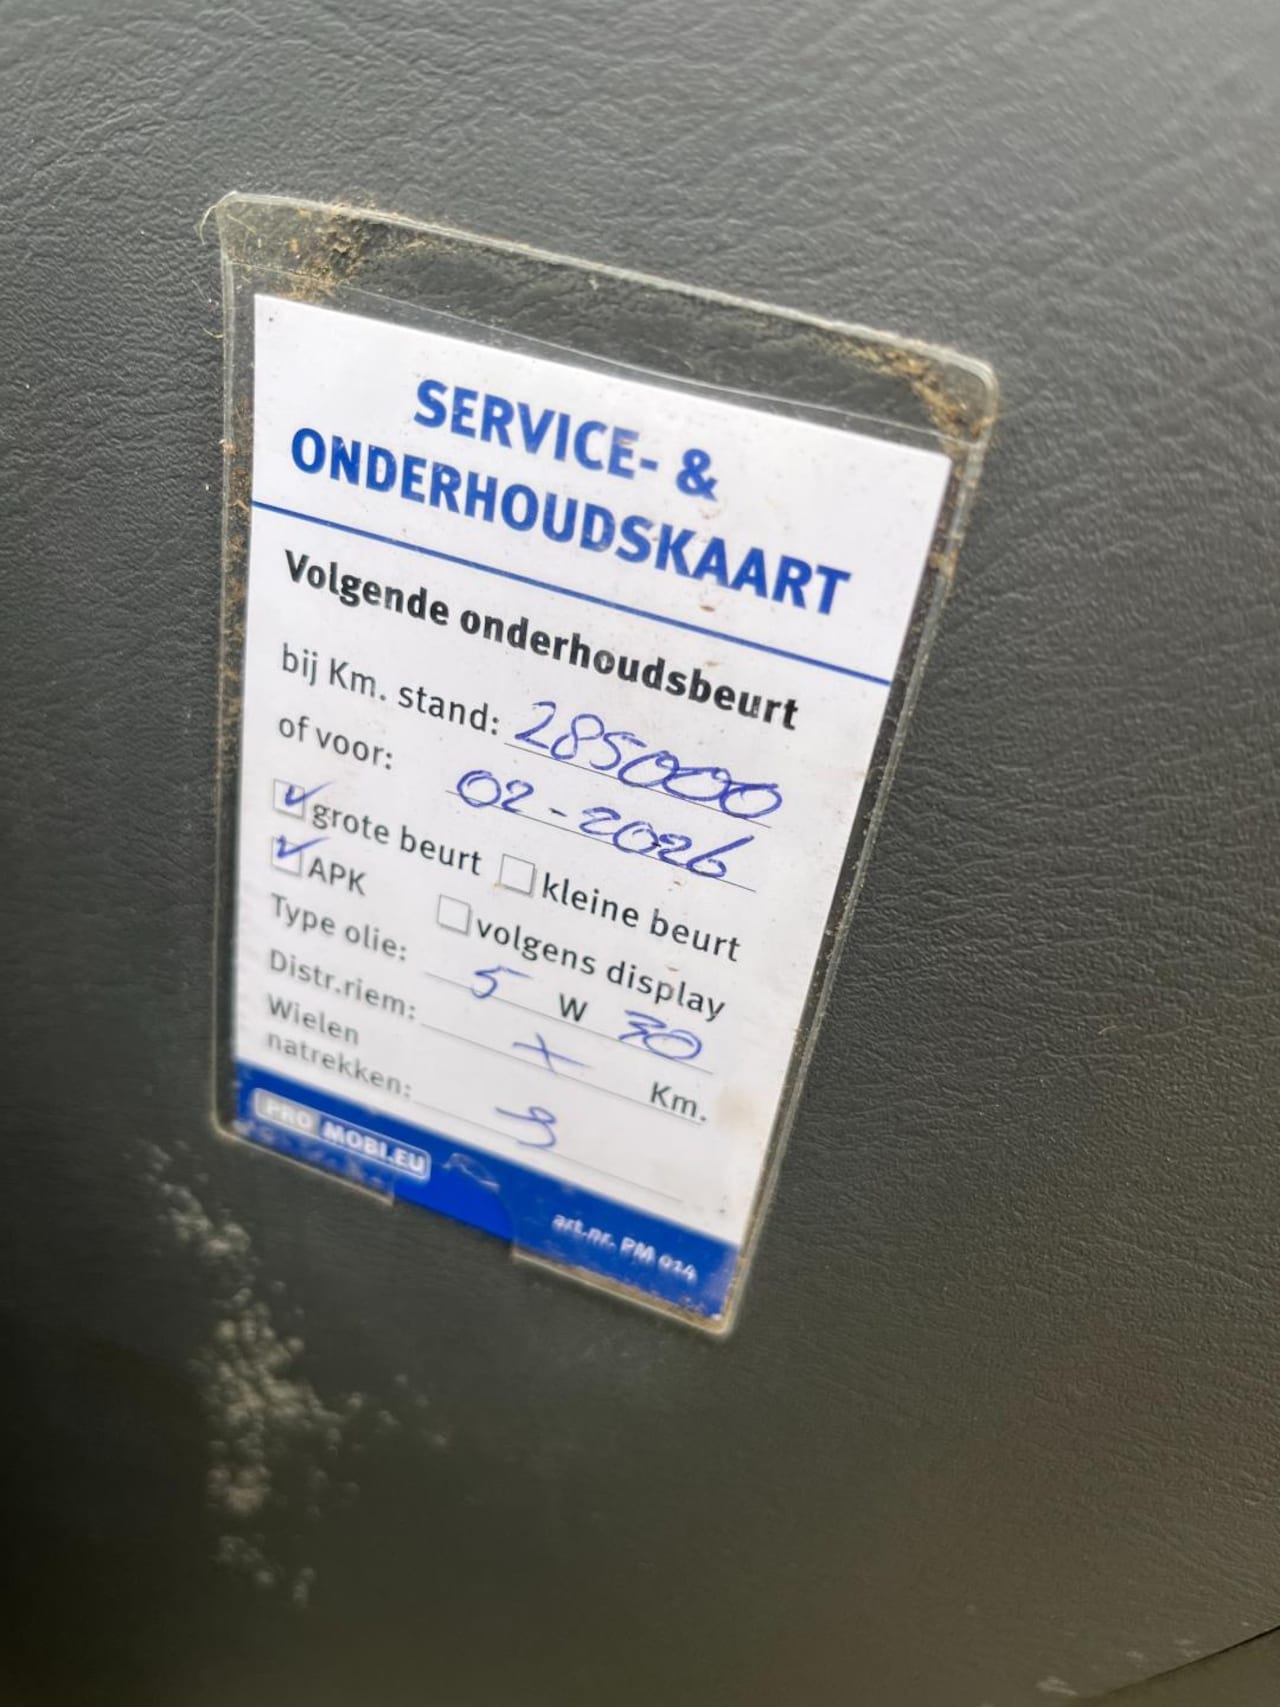 SERVICE- &
ONDERHOUDSKAART
Volgende onderhoudsbeurt
bij Km. stand: 285000
of voor: 02-2026
grote beurt kleine beurt
APK volgens display
Type olie: 5 W 30
Distr.riem: Km.
Wielen
natrekken:
PRO MOBI.EU
art.nr. PM 014